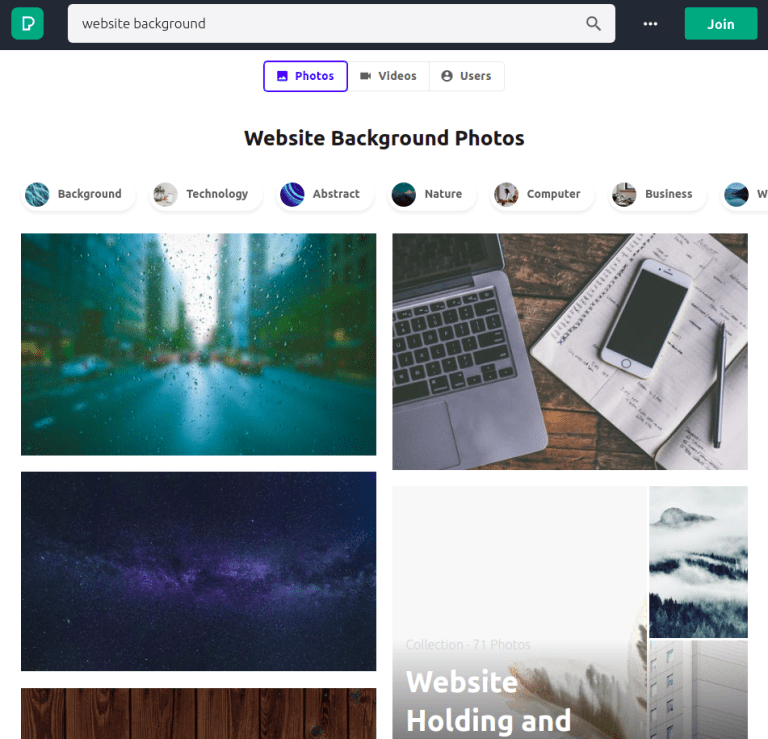 website background
Join
Photos
Videos
Users
Website Background Photos
Background
Technology
Abstract
Nature
Computer
Business
W
Collection · 71 Photos
Website
Holding and